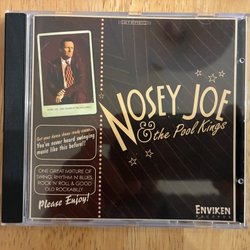 NOSEY JOE
& the Pool Kings
Get your dance shoes ready cause...
You've never heard swinging
music like this before!!
ONE GREAT MIXTURE OF
SWING, RHYTHM N' BLUES,
ROCK'N'ROLL & GOOD
OLD ROCKABILLY
Please Enjoy!
ENVIKEN
RECORDS